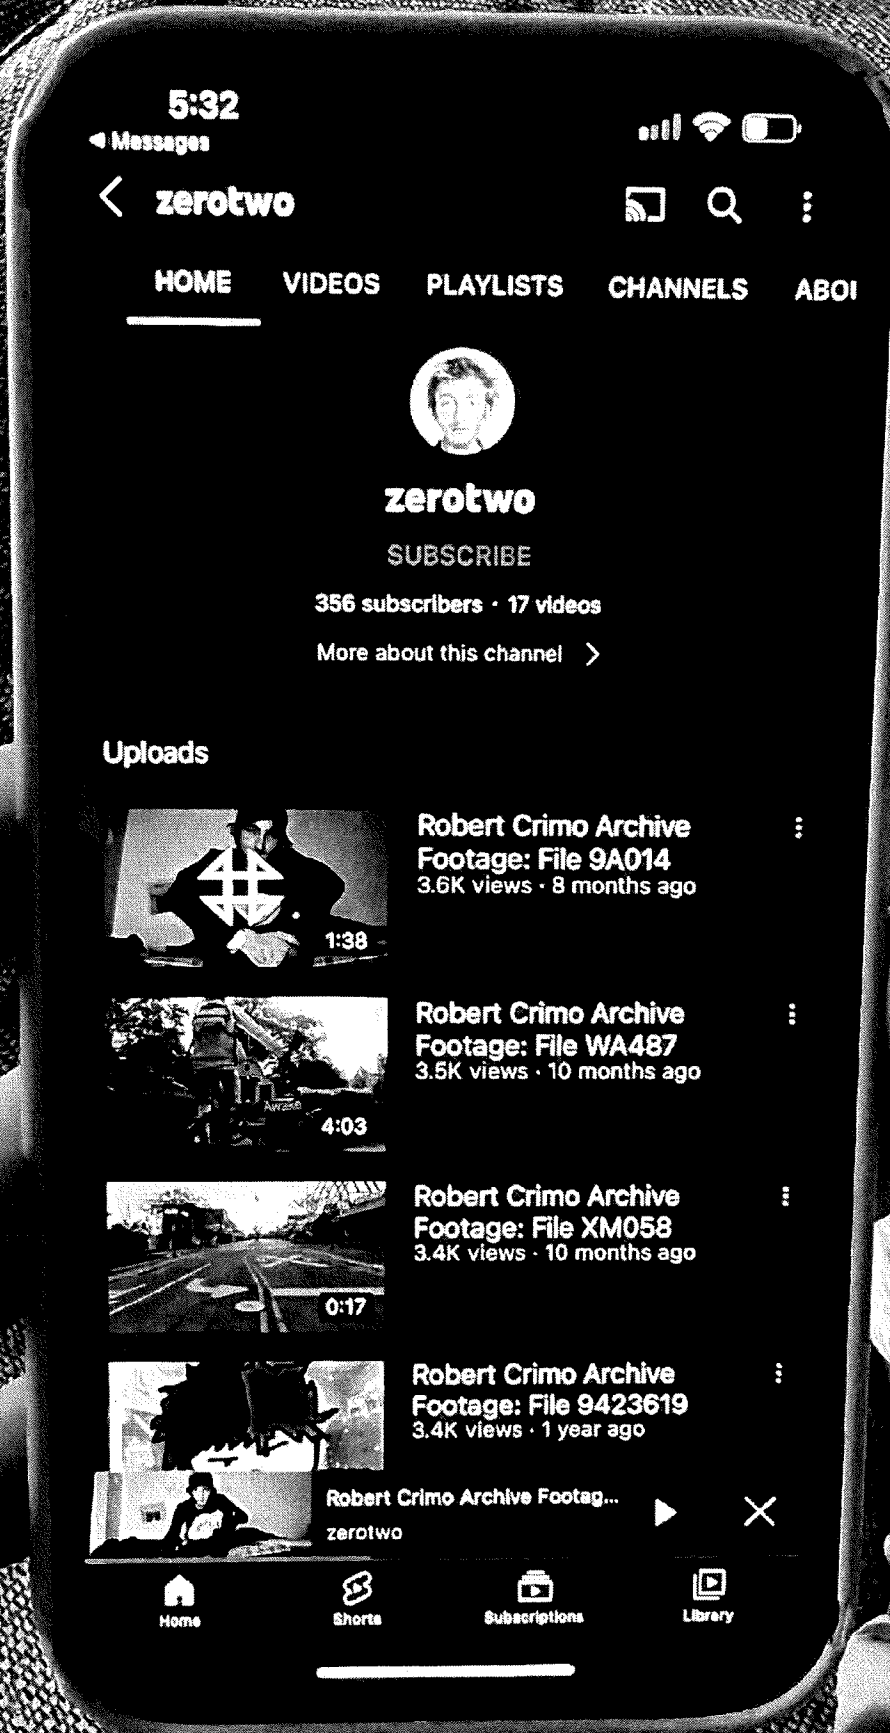 5:32
◀ Messages
zerotwo
HOME VIDEOS PLAYLISTS CHANNELS ABOI
zerotwo
SUBSCRIBE
356 subscribers · 17 videos
More about this channel
Uploads
Robert Crimo Archive
Footage: File 9A014
3.6K views · 8 months ago
1:38
Robert Crimo Archive
Footage: File WA487
3.5K views · 10 months ago
Awake
4:03
Robert Crimo Archive
Footage: File XM058
3.4K views · 10 months ago
0:17
Robert Crimo Archive
Footage: File 9423619
3.4K views · 1 year ago
Robert Crimo Archive Footag...
zerotwo
Home Shorts Subscriptions Library